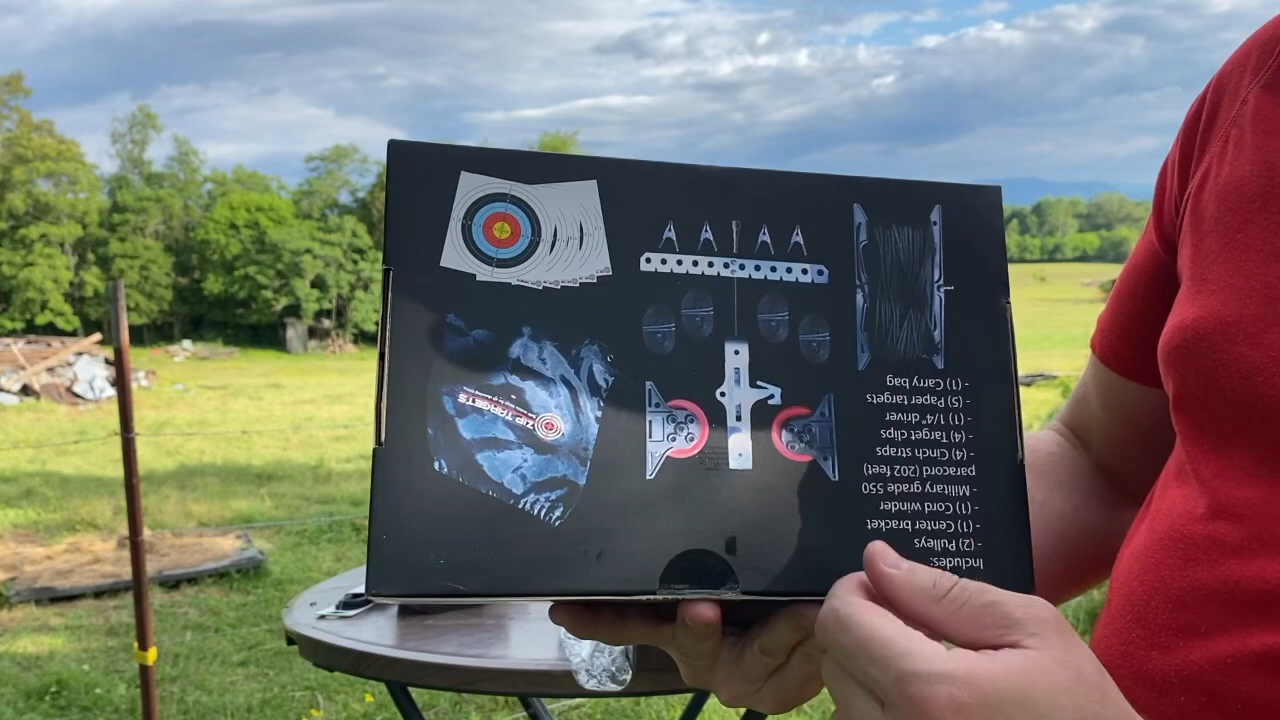 Includes:
- (2) Pulleys
- (1) Center bracket
- (1) Cord winder
- Military grade 550
paracord (202 feet)
- (4) Cinch straps
- (4) Target clips
- (1) 1/4" driver
- (5) Paper targets
- (1) Carry bag
ZIP TARGETS